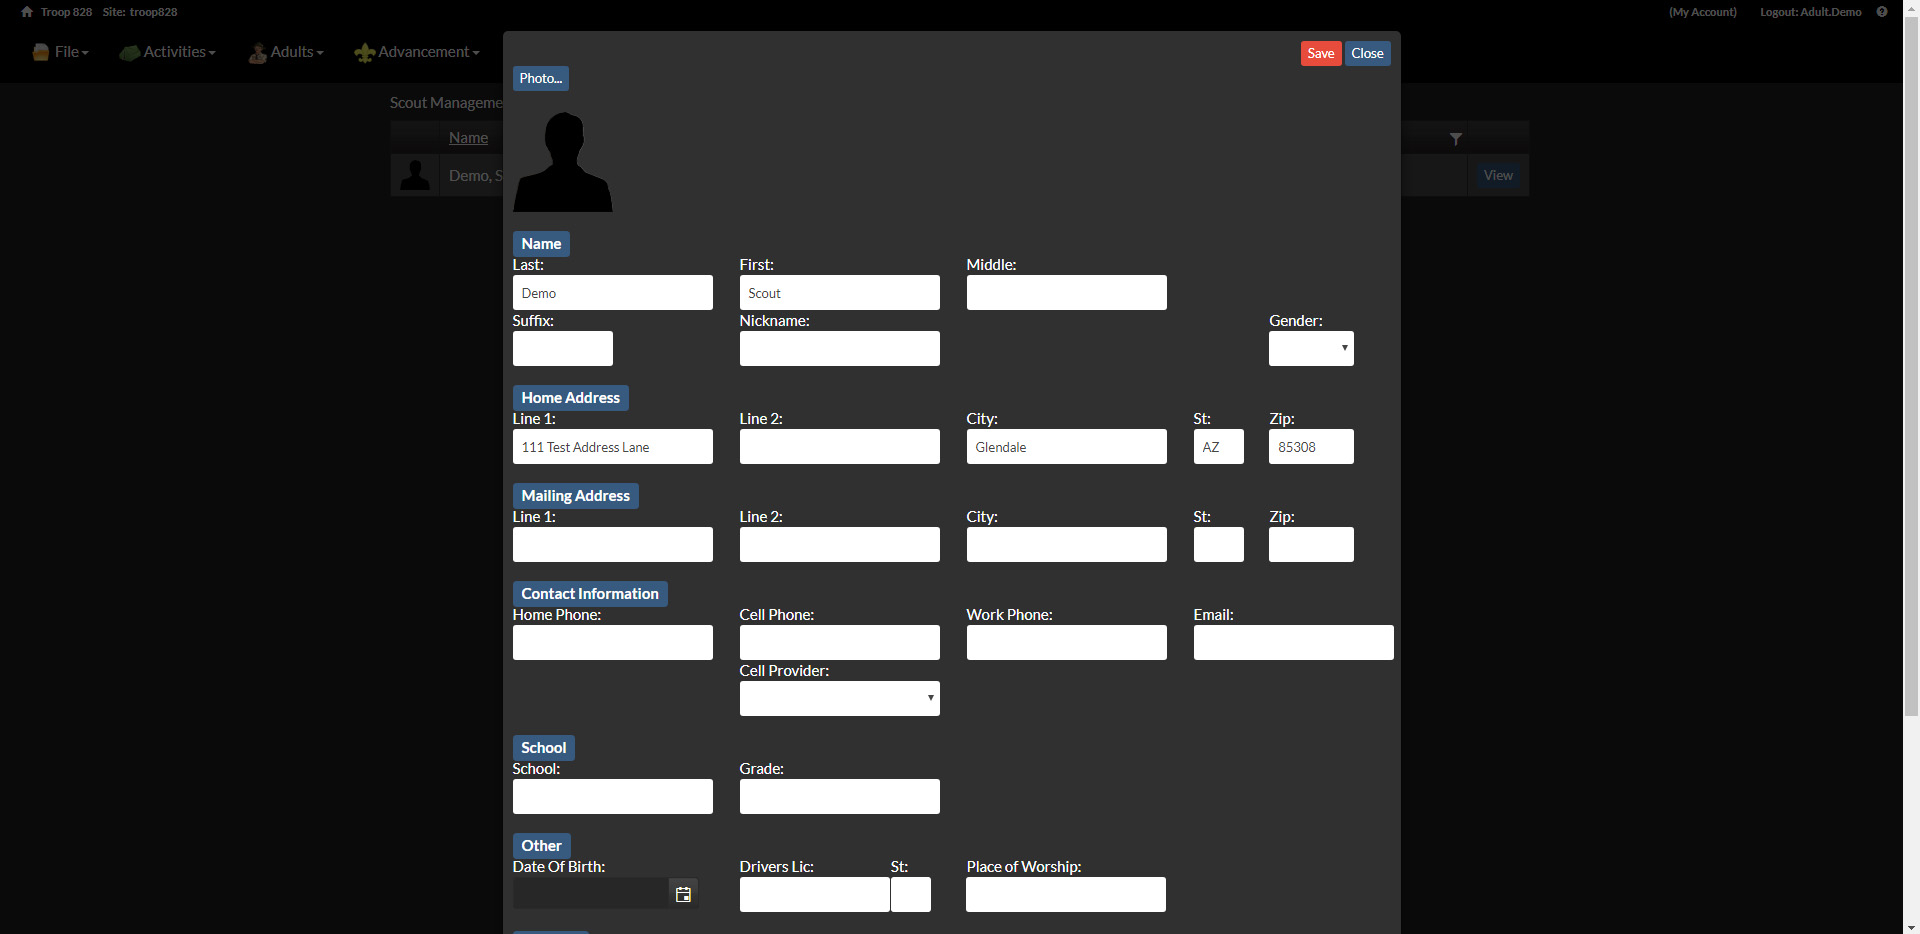 Troop 828 Site: troop828 (My Account) Logout: Adult.Demo
File Activities Adults Advancement
Save Close
Photo...
Scout Manageme
Name
Demo, S View
Name
Last: First: Middle:
Demo Scout
Suffix: Nickname: Gender:
Home Address
Line 1: Line 2: City: St: Zip:
111 Test Address Lane Glendale AZ 85308
Mailing Address
Line 1: Line 2: City: St: Zip:
Contact Information
Home Phone: Cell Phone: Work Phone: Email:
Cell Provider:
School
School: Grade:
Other
Date Of Birth: Drivers Lic: St: Place of Worship: